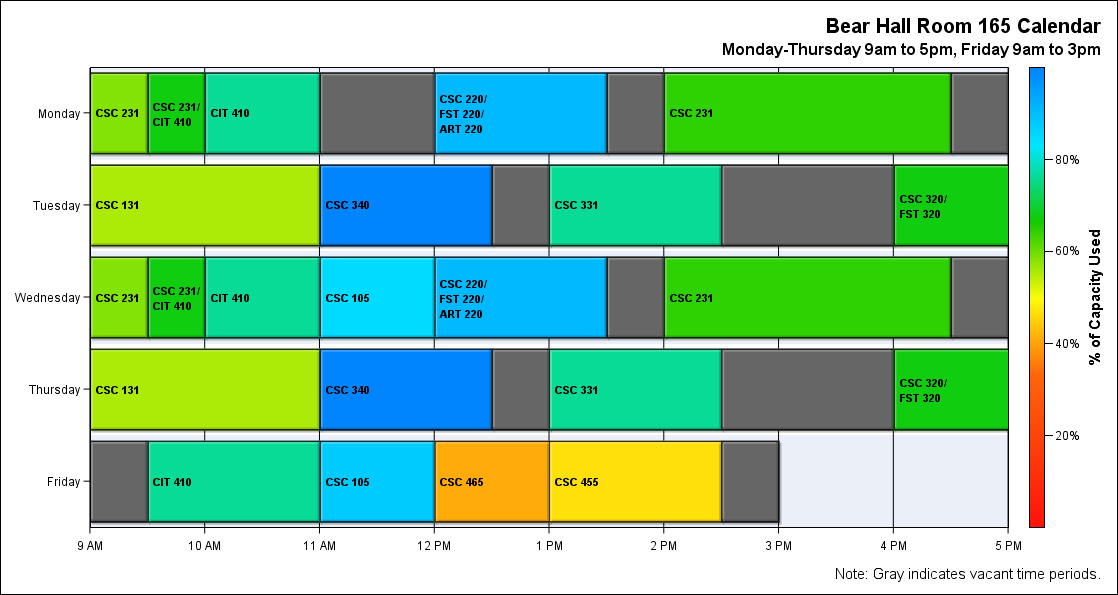 Bear Hall Room 165 Calendar
Monday-Thursday 9am to 5pm, Friday 9am to 3pm
Monday
CSC 231
CSC 231/
CIT 410
CIT 410
CSC 220/
FST 220/
ART 220
CSC 231
Tuesday
CSC 131
CSC 340
CSC 331
CSC 320/
FST 320
Wednesday
CSC 231
CSC 231/
CIT 410
CIT 410
CSC 105
CSC 220/
FST 220/
ART 220
CSC 231
Thursday
CSC 131
CSC 340
CSC 331
CSC 320/
FST 320
Friday
CIT 410
CSC 105
CSC 465
CSC 455
9 AM
10 AM
11 AM
12 PM
1 PM
2 PM
3 PM
4 PM
5 PM
80%
60%
40%
20%
% of Capacity Used
Note: Gray indicates vacant time periods.